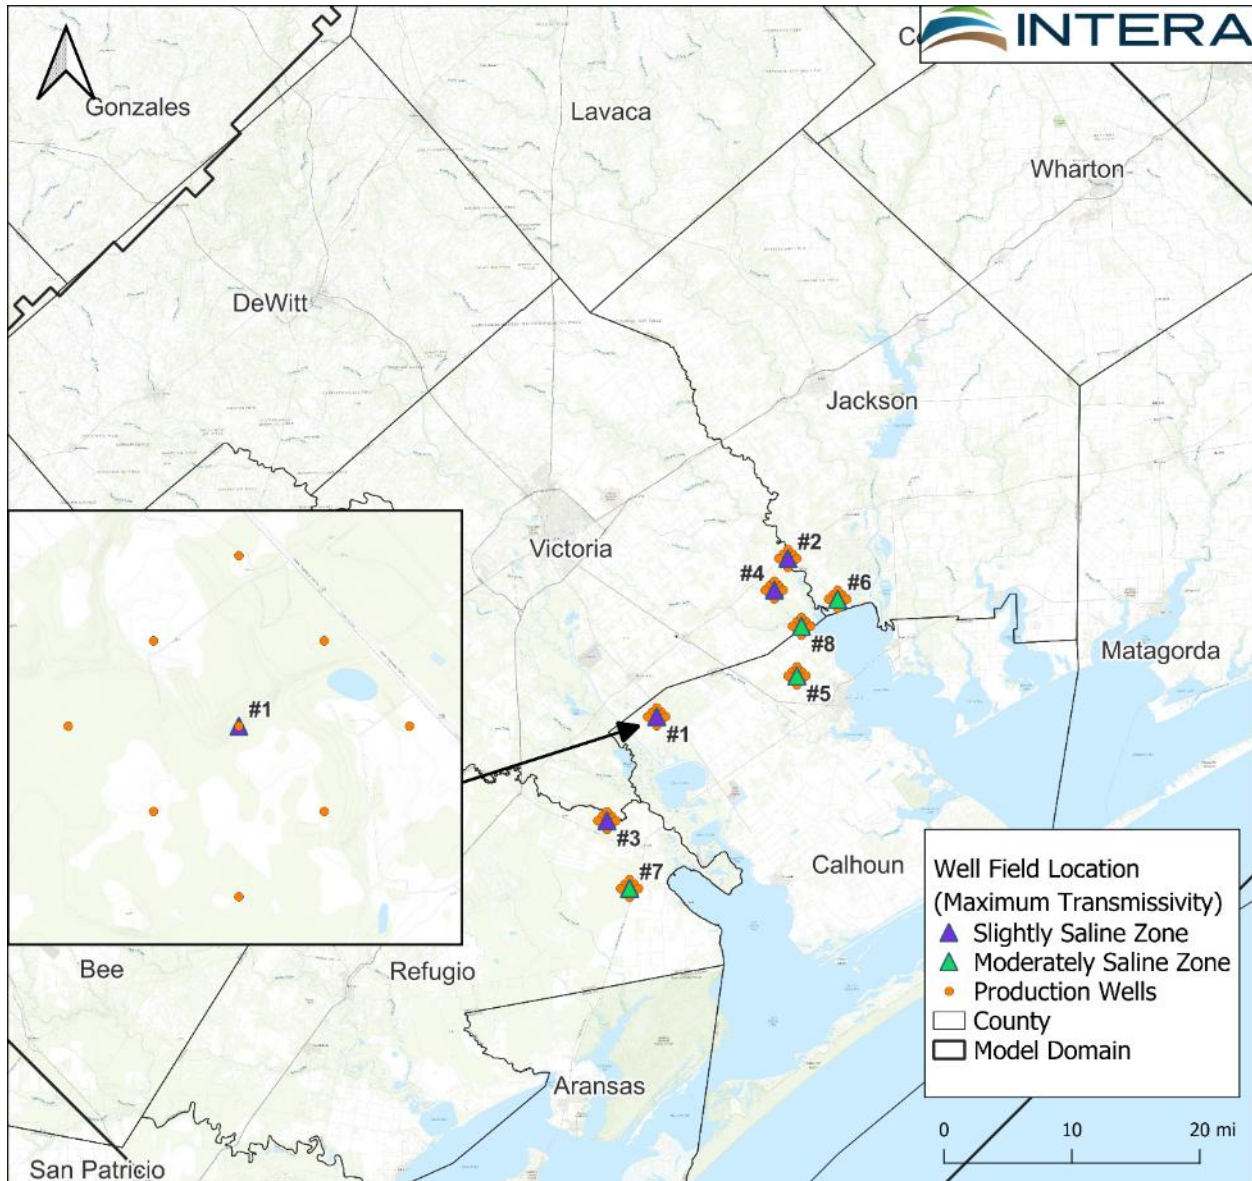 INTERA
Gonzales
Lavaca
Wharton
DeWitt
Jackson
Victoria
#2
#4
#6
#8
#5
Matagorda
#1
#1
#3
#7
Calhoun
Bee
Refugio
Aransas
San Patricio
Well Field Location
(Maximum Transmissivity)
Slightly Saline Zone
Moderately Saline Zone
Production Wells
County
Model Domain
0 10 20 mi